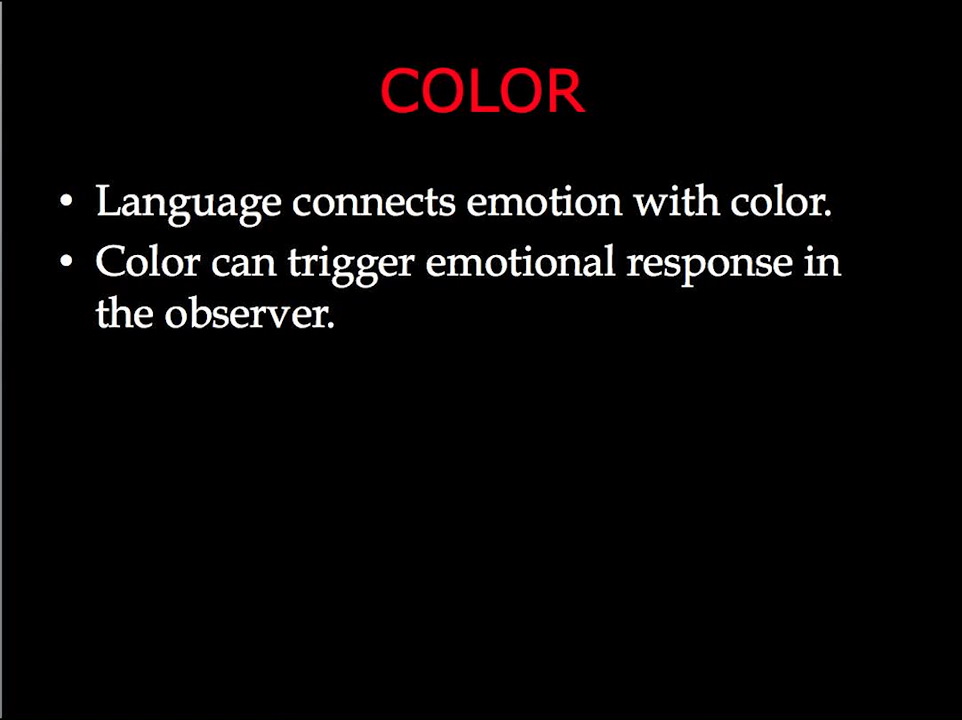 COLOR
• Language connects emotion with color.
• Color can trigger emotional response in
the observer.